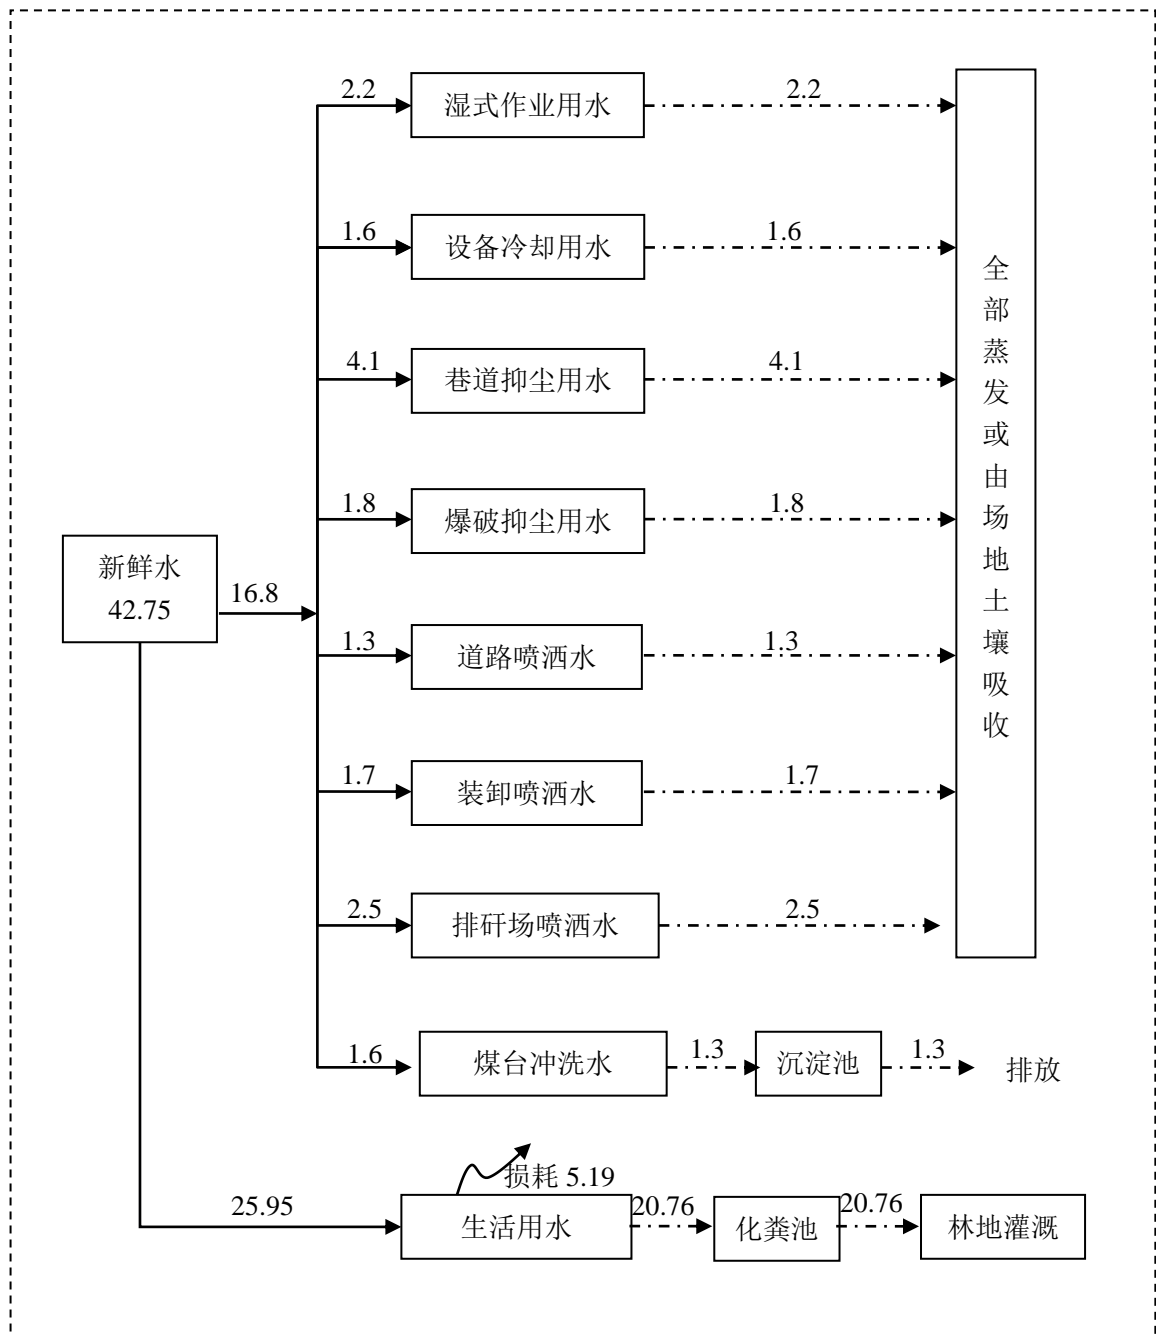 2.2
湿式作业用水
2.2
1.6
设备冷却用水
1.6
4.1
巷道抑尘用水
4.1
1.8
爆破抑尘用水
1.8
新鲜水
42.75
16.8
1.3
道路喷洒水
1.3
1.7
装卸喷洒水
1.7
2.5
排矸场喷洒水
2.5
全部蒸发或由场地土壤吸收
1.6
煤台冲洗水
1.3
沉淀池
1.3
排放
损耗 5.19
25.95
生活用水
20.76
化粪池
20.76
林地灌溉